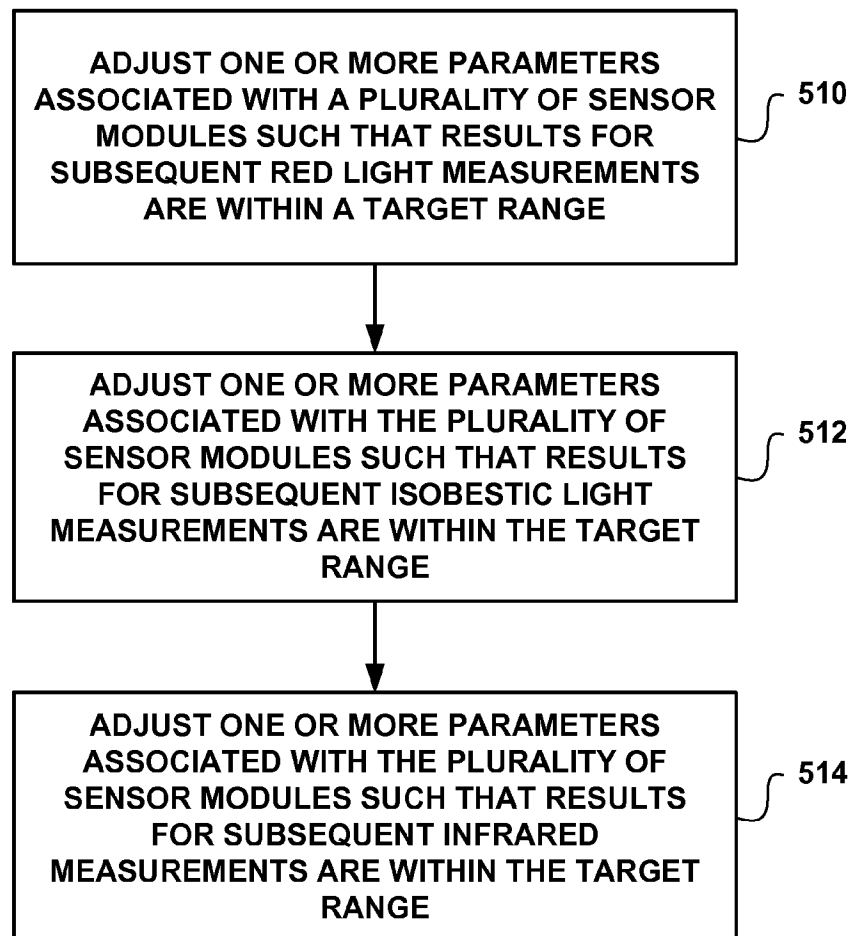 ADJUST ONE OR MORE PARAMETERS
ASSOCIATED WITH A PLURALITY OF SENSOR
MODULES SUCH THAT RESULTS FOR
SUBSEQUENT RED LIGHT MEASUREMENTS
ARE WITHIN A TARGET RANGE
510
ADJUST ONE OR MORE PARAMETERS
ASSOCIATED WITH THE PLURALITY OF
SENSOR MODULES SUCH THAT RESULTS
FOR SUBSEQUENT ISOBESTIC LIGHT
MEASUREMENTS ARE WITHIN THE TARGET
RANGE
512
ADJUST ONE OR MORE PARAMETERS
ASSOCIATED WITH THE PLURALITY OF
SENSOR MODULES SUCH THAT RESULTS
FOR SUBSEQUENT INFRARED
MEASUREMENTS ARE WITHIN THE TARGET
RANGE
514